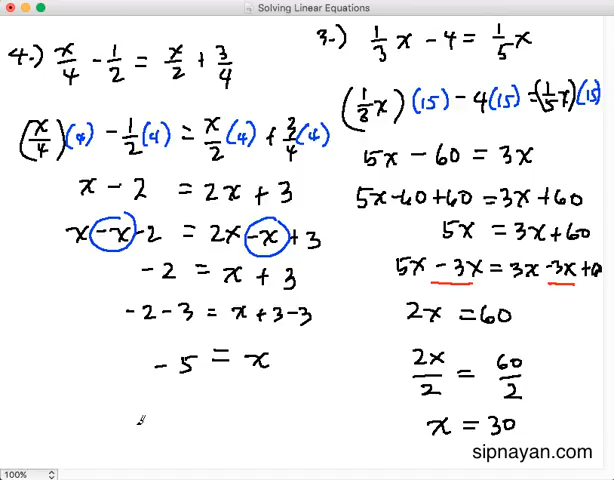 Solving Linear Equations
4.) x/4 - 1/2 = x/2 + 3/4
(x/4)(4) - 1/2(4) = x/2(4) + 3/4(4)
x - 2 = 2x + 3
x - x - 2 = 2x - x + 3
-2 = x + 3
-2 - 3 = x + 3 - 3
-5 = x
3.) 1/3 x - 4 = 1/5 x
(1/3 x)(15) - 4(15) = (1/5 x)(15)
5x - 60 = 3x
5x - 60 + 60 = 3x + 60
5x = 3x + 60
5x - 3x = 3x - 3x + 60
2x = 60
2x/2 = 60/2
x = 30
sipnayan.com
100%